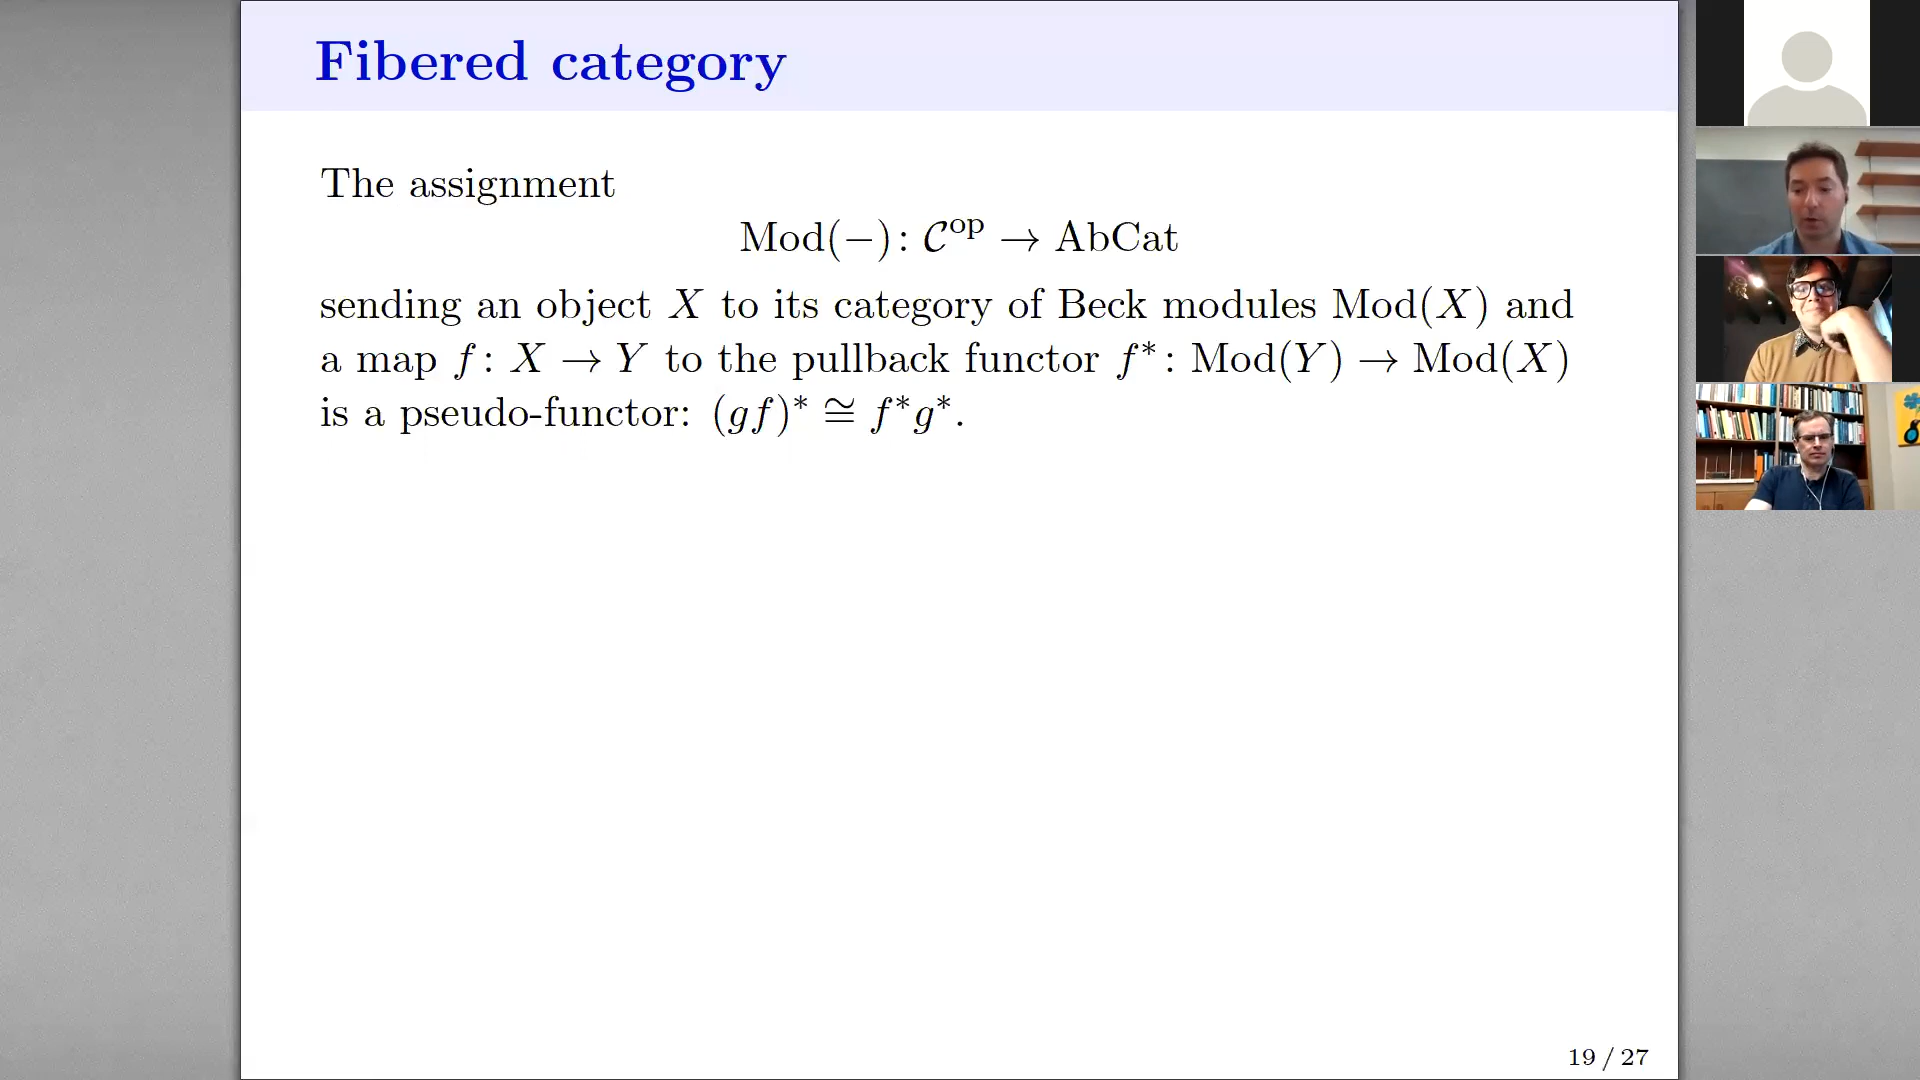 Fibered category
The assignment
Mod(−): 𝒞^op → AbCat
sending an object X to its category of Beck modules Mod(X) and
a map f: X → Y to the pullback functor f*: Mod(Y) → Mod(X)
is a pseudo-functor: (gf)* ≅ f*g*.
19 / 27